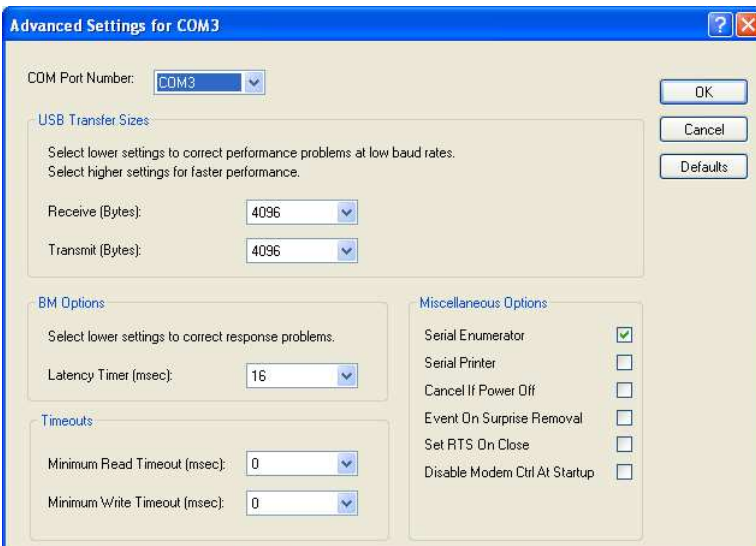 Advanced Settings for COM3
COM Port Number: COM3
OK
Cancel
Defaults
USB Transfer Sizes
Select lower settings to correct performance problems at low baud rates.
Select higher settings for faster performance.
Receive (Bytes): 4096
Transmit (Bytes): 4096
BM Options
Select lower settings to correct response problems.
Latency Timer (msec): 16
Timeouts
Minimum Read Timeout (msec): 0
Minimum Write Timeout (msec): 0
Miscellaneous Options
Serial Enumerator
Serial Printer
Cancel If Power Off
Event On Surprise Removal
Set RTS On Close
Disable Modem Ctrl At Startup